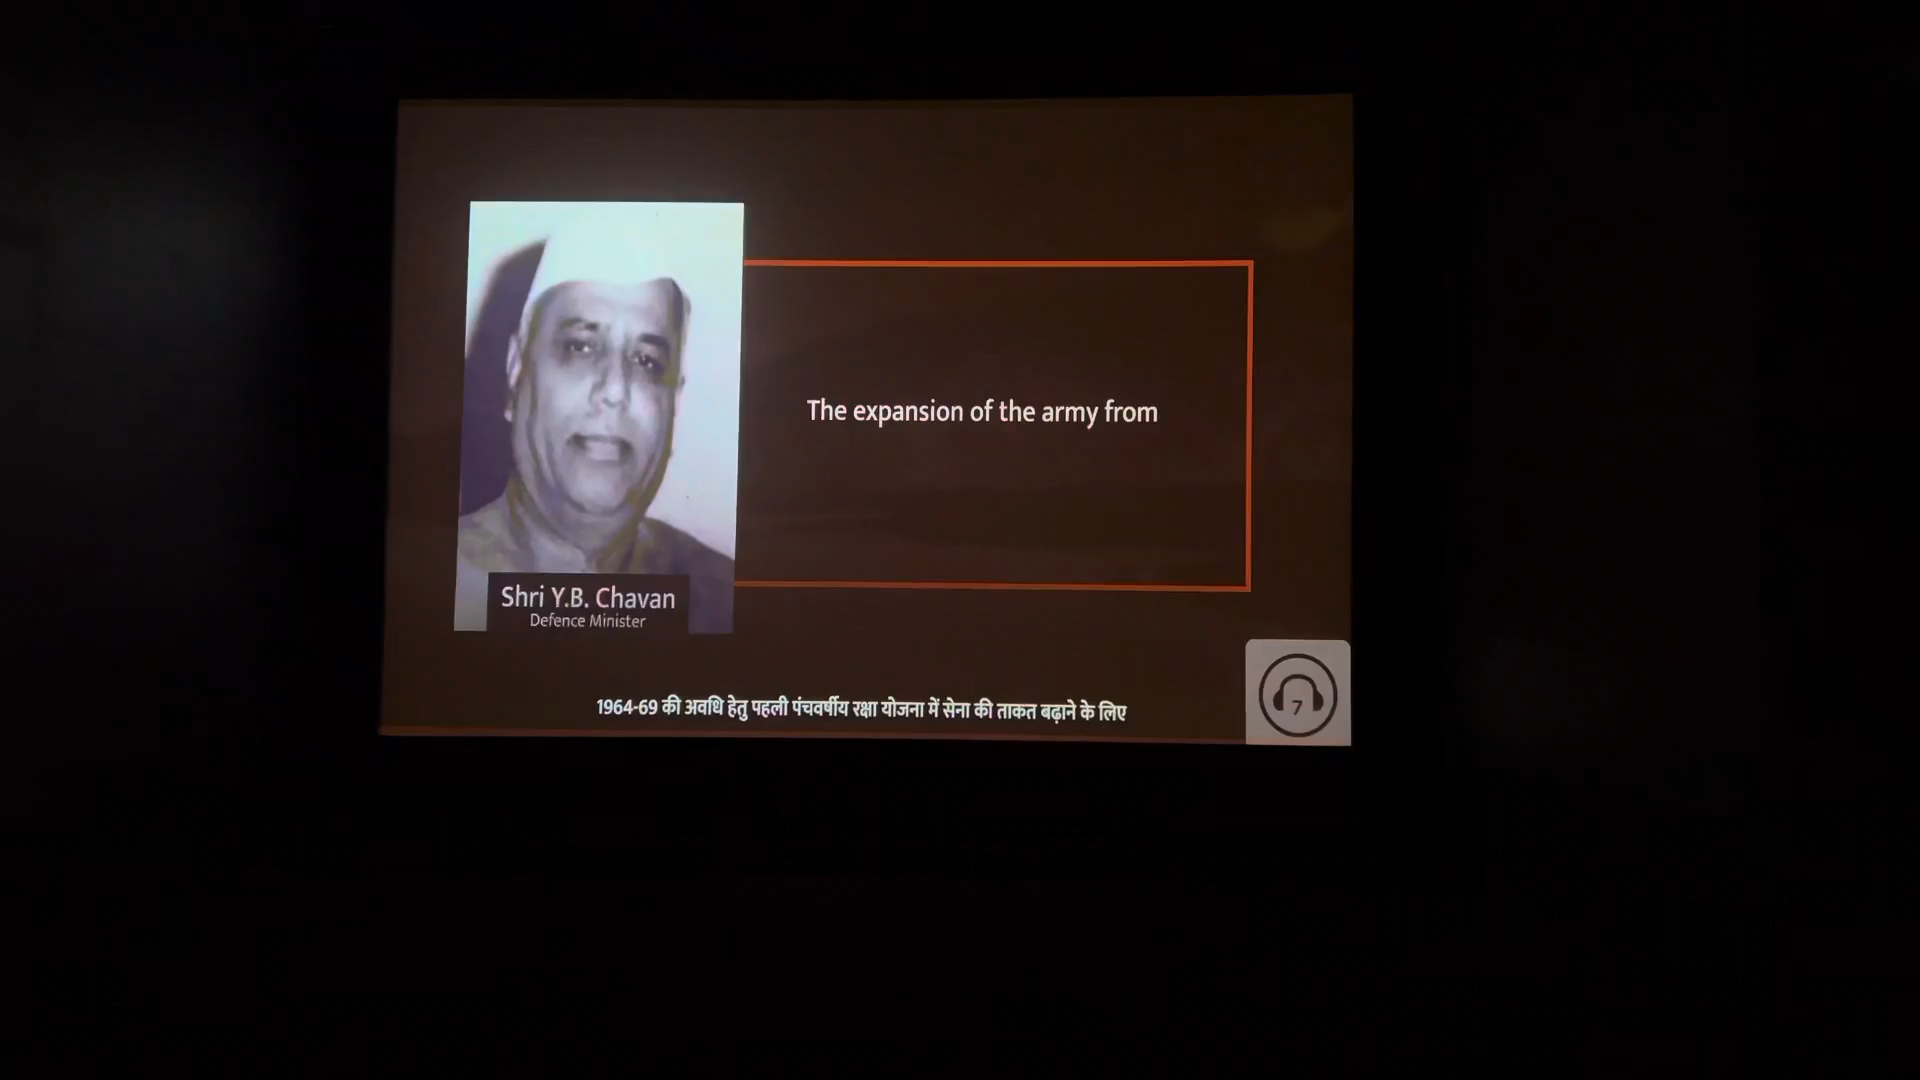 The expansion of the army from
Shri Y.B. Chavan
Defence Minister
1964-69 की अवधि हेतु पहली पंचवर्षीय रक्षा योजना में सेना की ताकत बढ़ाने के लिए
7